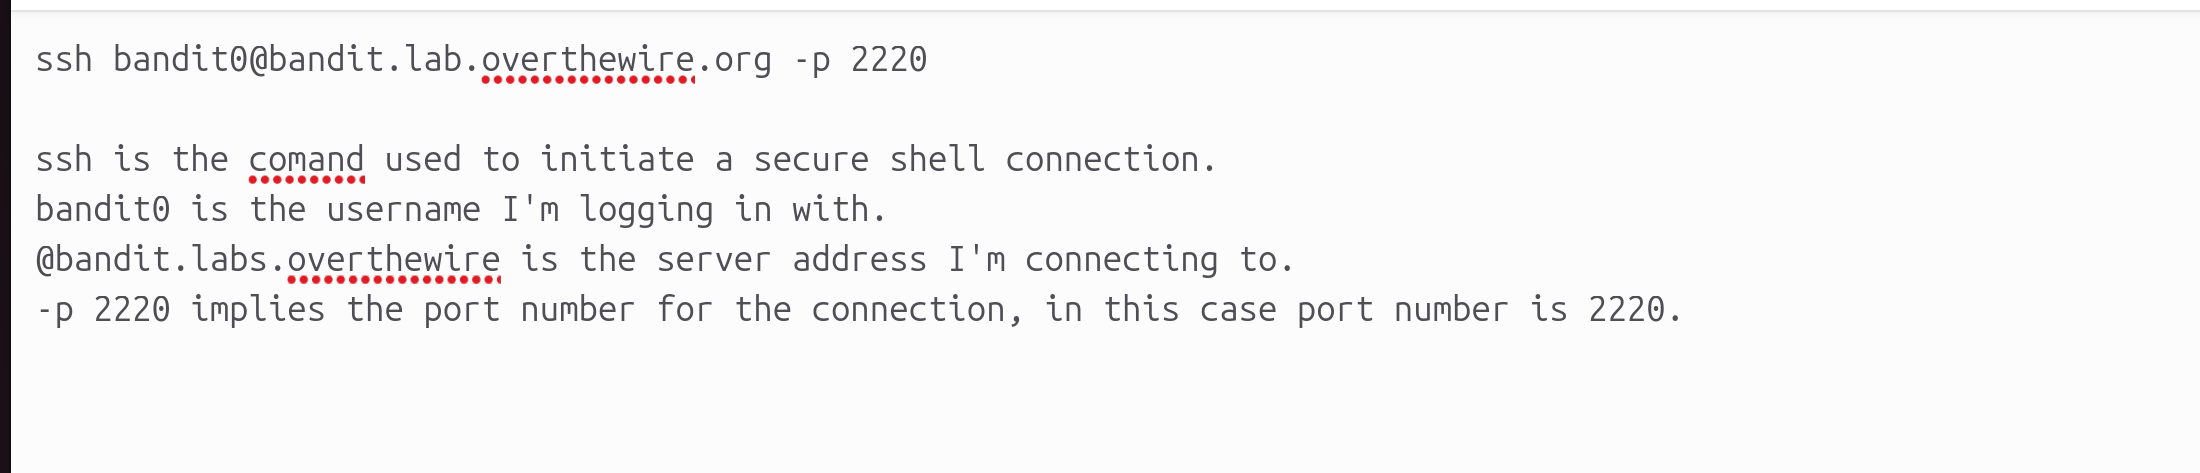 ssh bandit0@bandit.lab.overthewire.org -p 2220
ssh is the comand used to initiate a secure shell connection.
bandit0 is the username I'm logging in with.
@bandit.labs.overthewire is the server address I'm connecting to.
-p 2220 implies the port number for the connection, in this case port number is 2220.